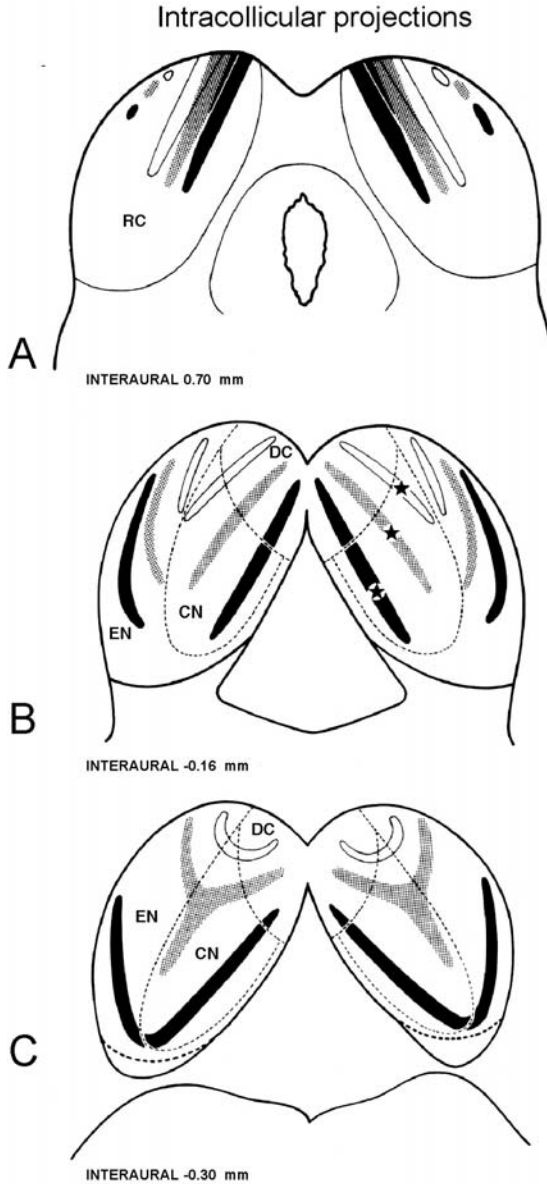 Intracollicular projections
RC
A
INTERAURAL 0.70 mm
DC
CN
EN
B
INTERAURAL -0.16 mm
DC
EN
CN
C
INTERAURAL -0.30 mm